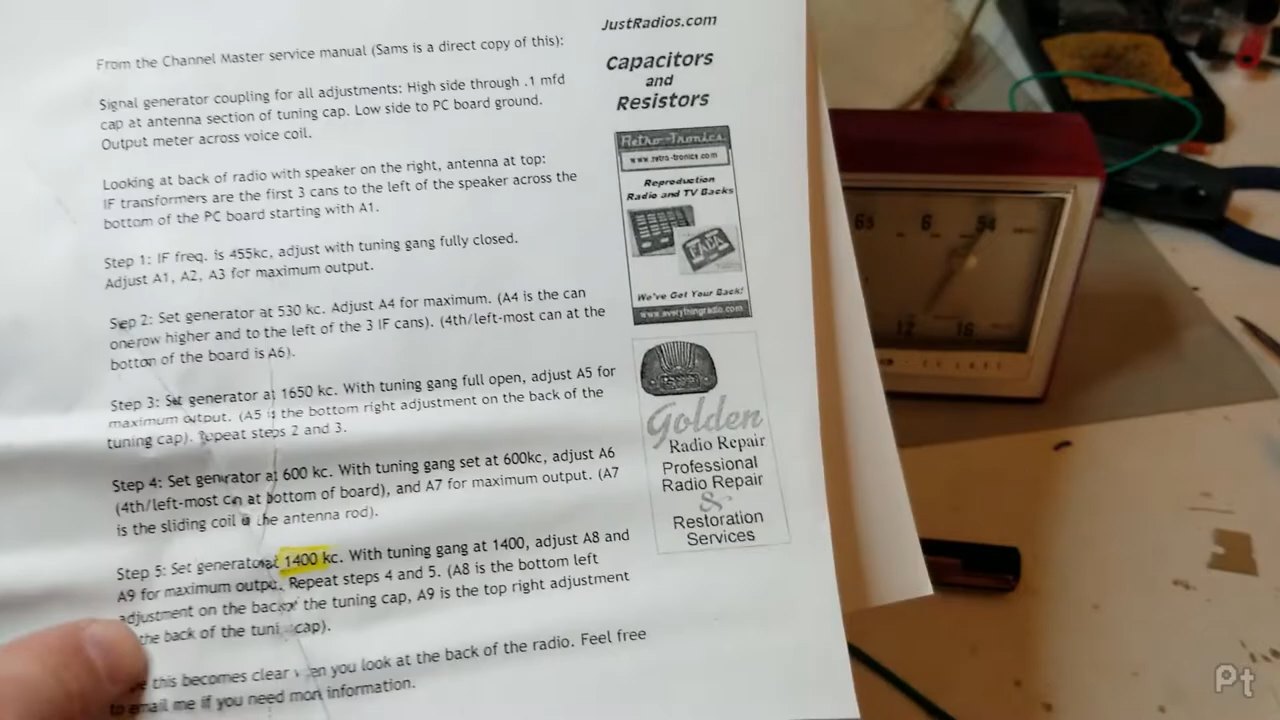 From the Channel Master service manual (Sams is a direct copy of this):
Signal generator coupling for all adjustments: High side through .1 mfd
cap at antenna section of tuning cap. Low side to PC board ground.
Output meter across voice coil.
Looking at back of radio with speaker on the right, antenna at top:
IF transformers are the first 3 cans to the left of the speaker across the
bottom of the PC board starting with A1.
Step 1: IF freq. is 455kc, adjust with tuning gang fully closed.
Adjust A1, A2, A3 for maximum output.
Step 2: Set generator at 530 kc. Adjust A4 for maximum. (A4 is the can
one row higher and to the left of the 3 IF cans). (4th/left-most can at the
bottom of the board is A6).
Step 3: Set generator at 1650 kc. With tuning gang full open, adjust A5 for
maximum output. (A5 is the bottom right adjustment on the back of the
tuning cap). Repeat steps 2 and 3.
Step 4: Set generator at 600 kc. With tuning gang set at 600kc, adjust A6
(4th/left-most can at bottom of board), and A7 for maximum output. (A7
is the sliding coil the antenna rod).
Step 5: Set generator at 1400 kc. With tuning gang at 1400, adjust A8 and
A9 for maximum output. Repeat steps 4 and 5. (A8 is the bottom left
adjustment on the back of the tuning cap, A9 is the top right adjustment
the back of the tuning cap).
this becomes clear when you look at the back of the radio. Feel free
to email me if you need more information.
JustRadios.com
Capacitors
and
Resistors
Retro-Tronics
www.retro-tronics.com
Reproduction
Radio and TV Backs
RCA
We've Got Your Back!
www.everythingradio.com
Golden
Radio Repair
Professional
Radio Repair
&
Restoration
Services
65 6 54
12 16
Pt